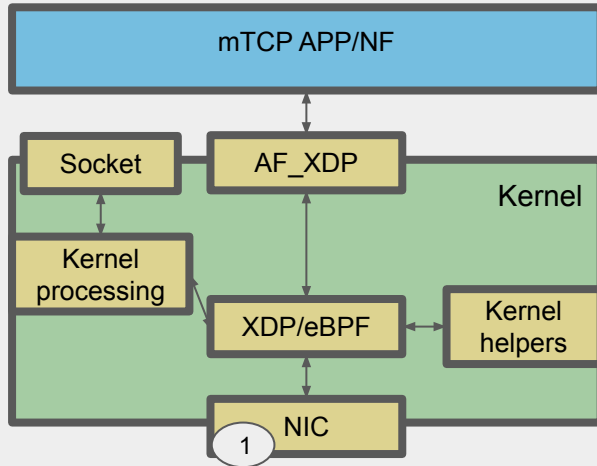 mTCP APP/NF
Socket
AF_XDP
Kernel
Kernel
processing
XDP/eBPF
Kernel
helpers
NIC
1